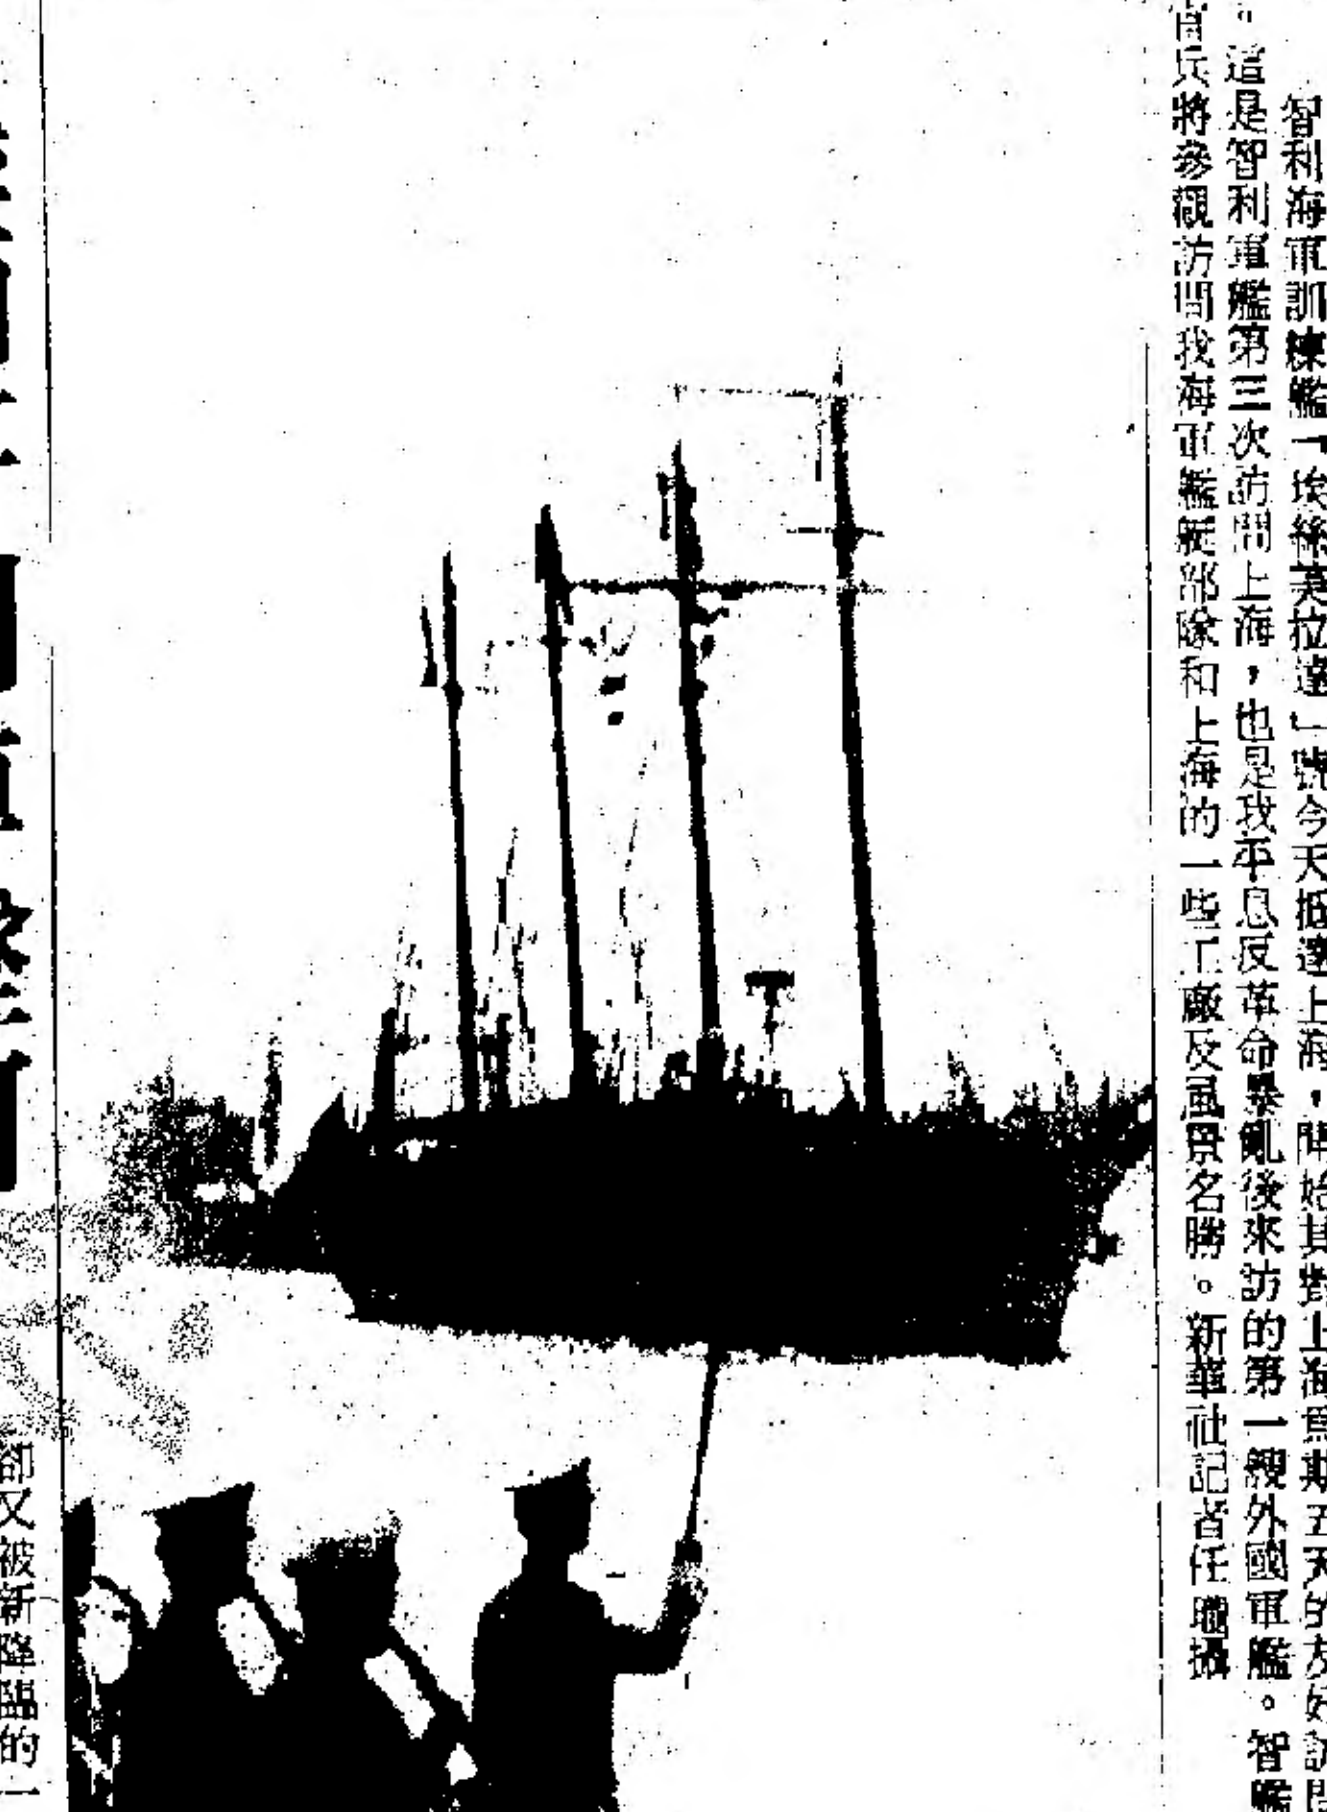 智利海軍訓練艦「埃絲美拉達」號今天抵達上海，開始其對上海爲期五天的友好訪問
。這是智利軍艦第三次訪問上海，也是我平息反革命暴亂後來訪的第一艘外國軍艦。智艦
官兵將參觀訪問我海軍艦艇部隊和上海的一些工廠及風景名勝。新華社記者任瓏攝
卻又被新降臨的一